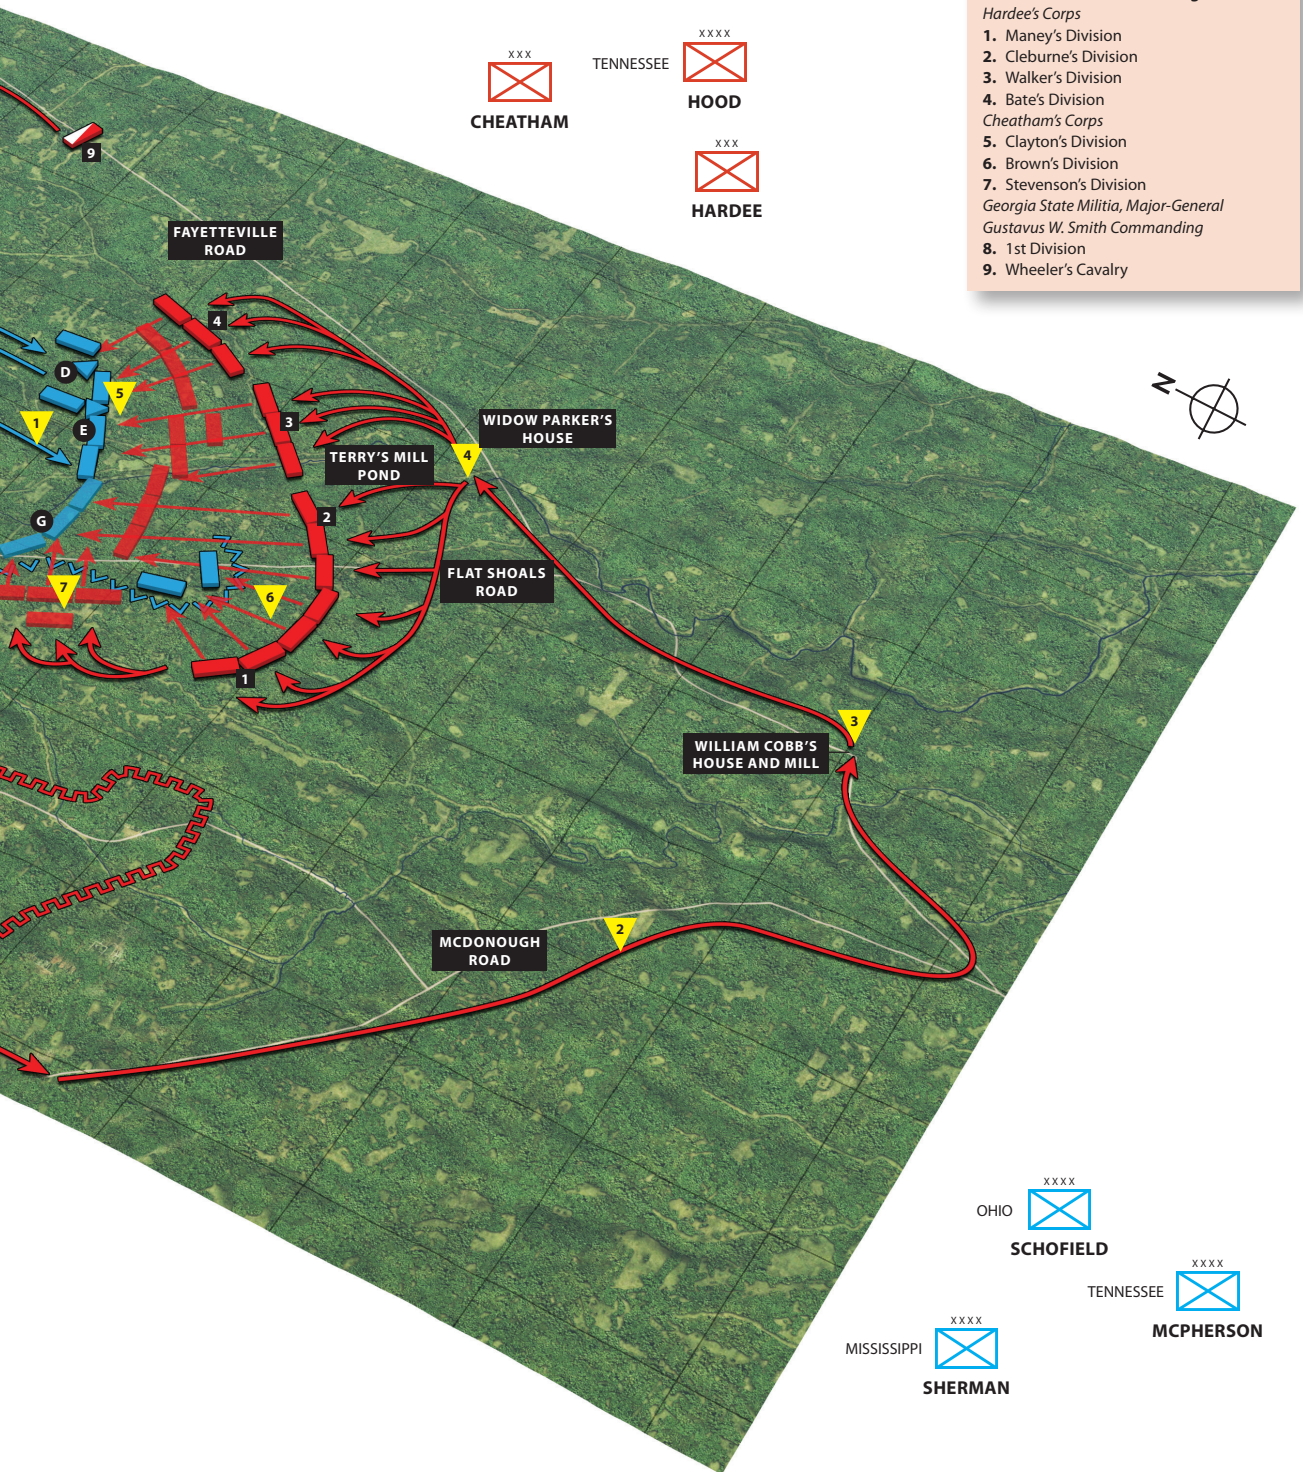 Hardee's Corps
1. Maney's Division
2. Cleburne's Division
3. Walker's Division
4. Bate's Division
Cheatham's Corps
5. Clayton's Division
6. Brown's Division
7. Stevenson's Division
Georgia State Militia, Major-General
Gustavus W. Smith Commanding
8. 1st Division
9. Wheeler's Cavalry
XXX
CHEATHAM
XXXX
TENNESSEE
HOOD
XXX
HARDEE
9
FAYETTEVILLE
ROAD
4
D
5
1
E
3
WIDOW PARKER'S
HOUSE
4
TERRY'S MILL
POND
2
G
FLAT SHOALS
ROAD
7
6
1
N
3
WILLIAM COBB'S
HOUSE AND MILL
2
MCDONOUGH
ROAD
XXXX
OHIO
SCHOFIELD
XXXX
TENNESSEE
MCPHERSON
XXXX
MISSISSIPPI
SHERMAN